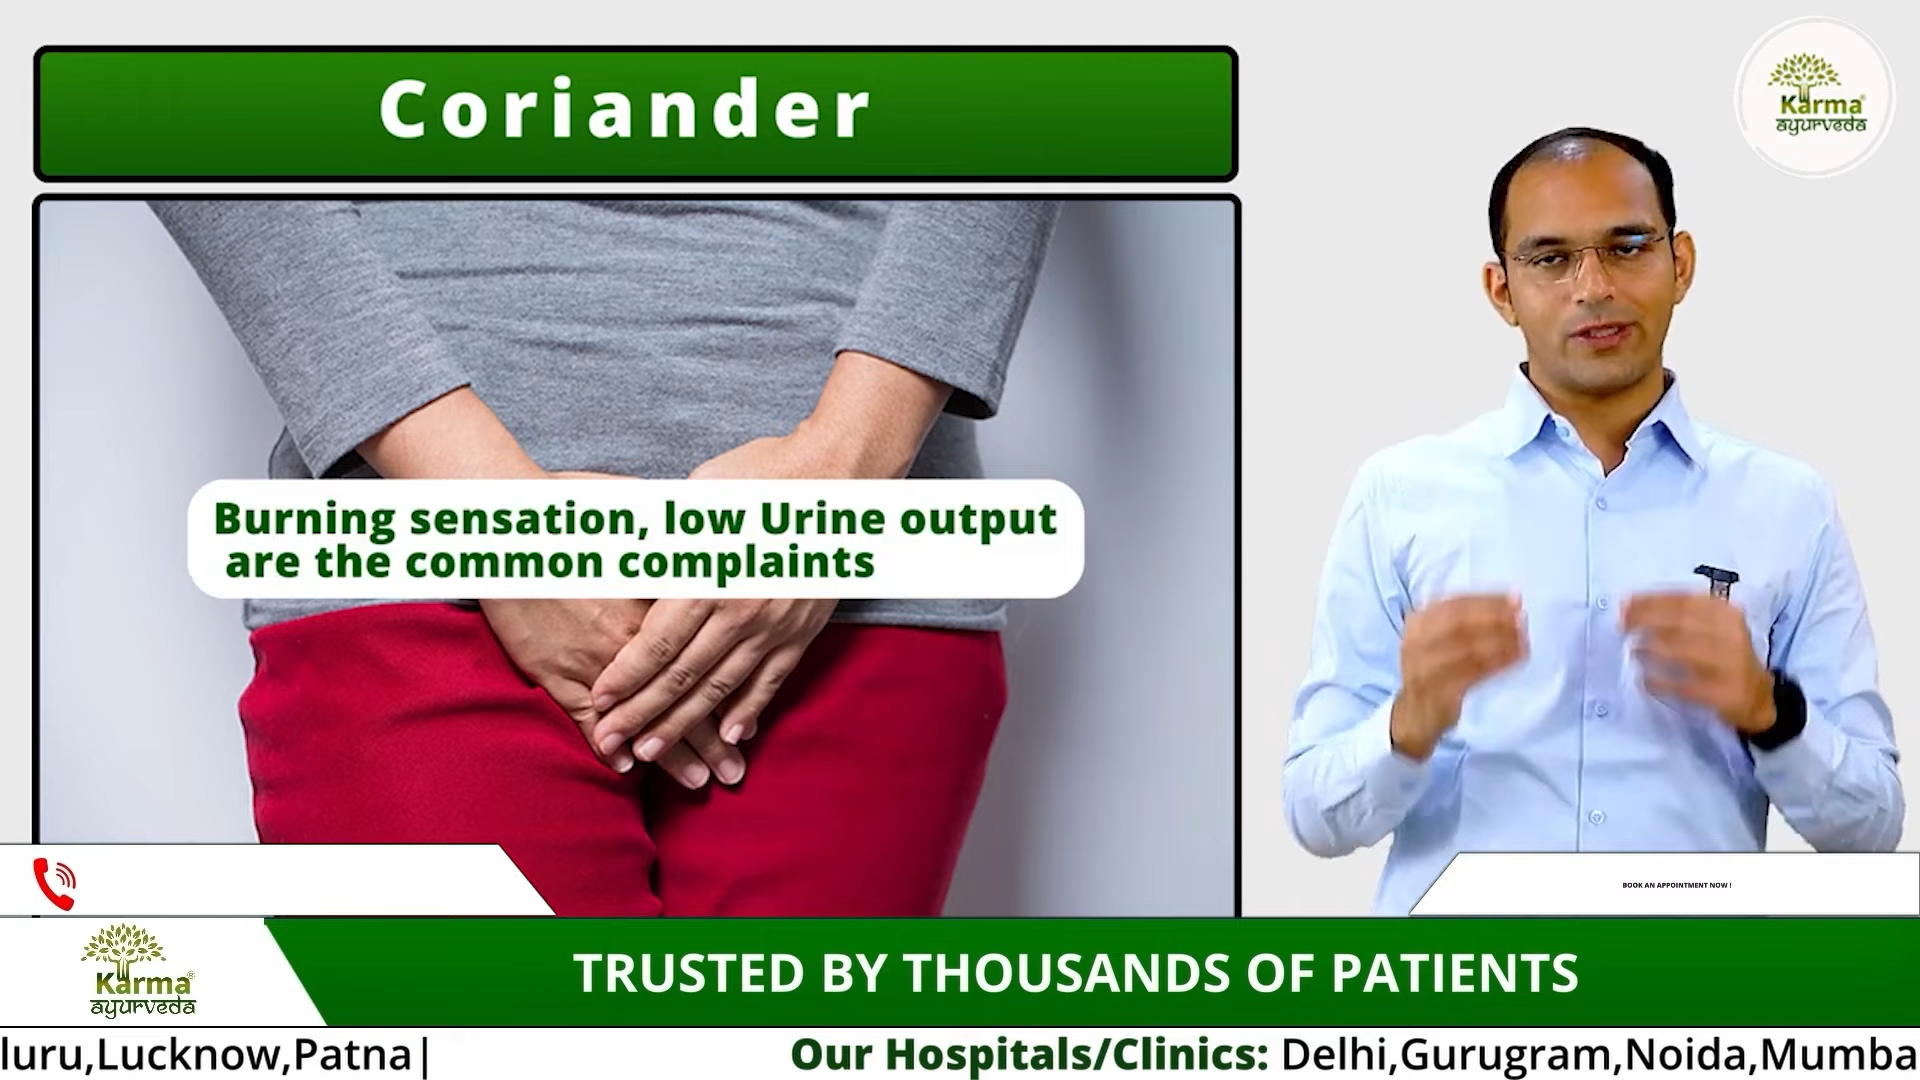 Coriander
Karma
ayurveda
Burning sensation, low Urine output
are the common complaints
BOOK AN APPOINTMENT NOW !
Karma®
ayurveda
TRUSTED BY THOUSANDS OF PATIENTS
luru,Lucknow,Patna|
Our Hospitals/Clinics: Delhi,Gurugram,Noida,Mumba